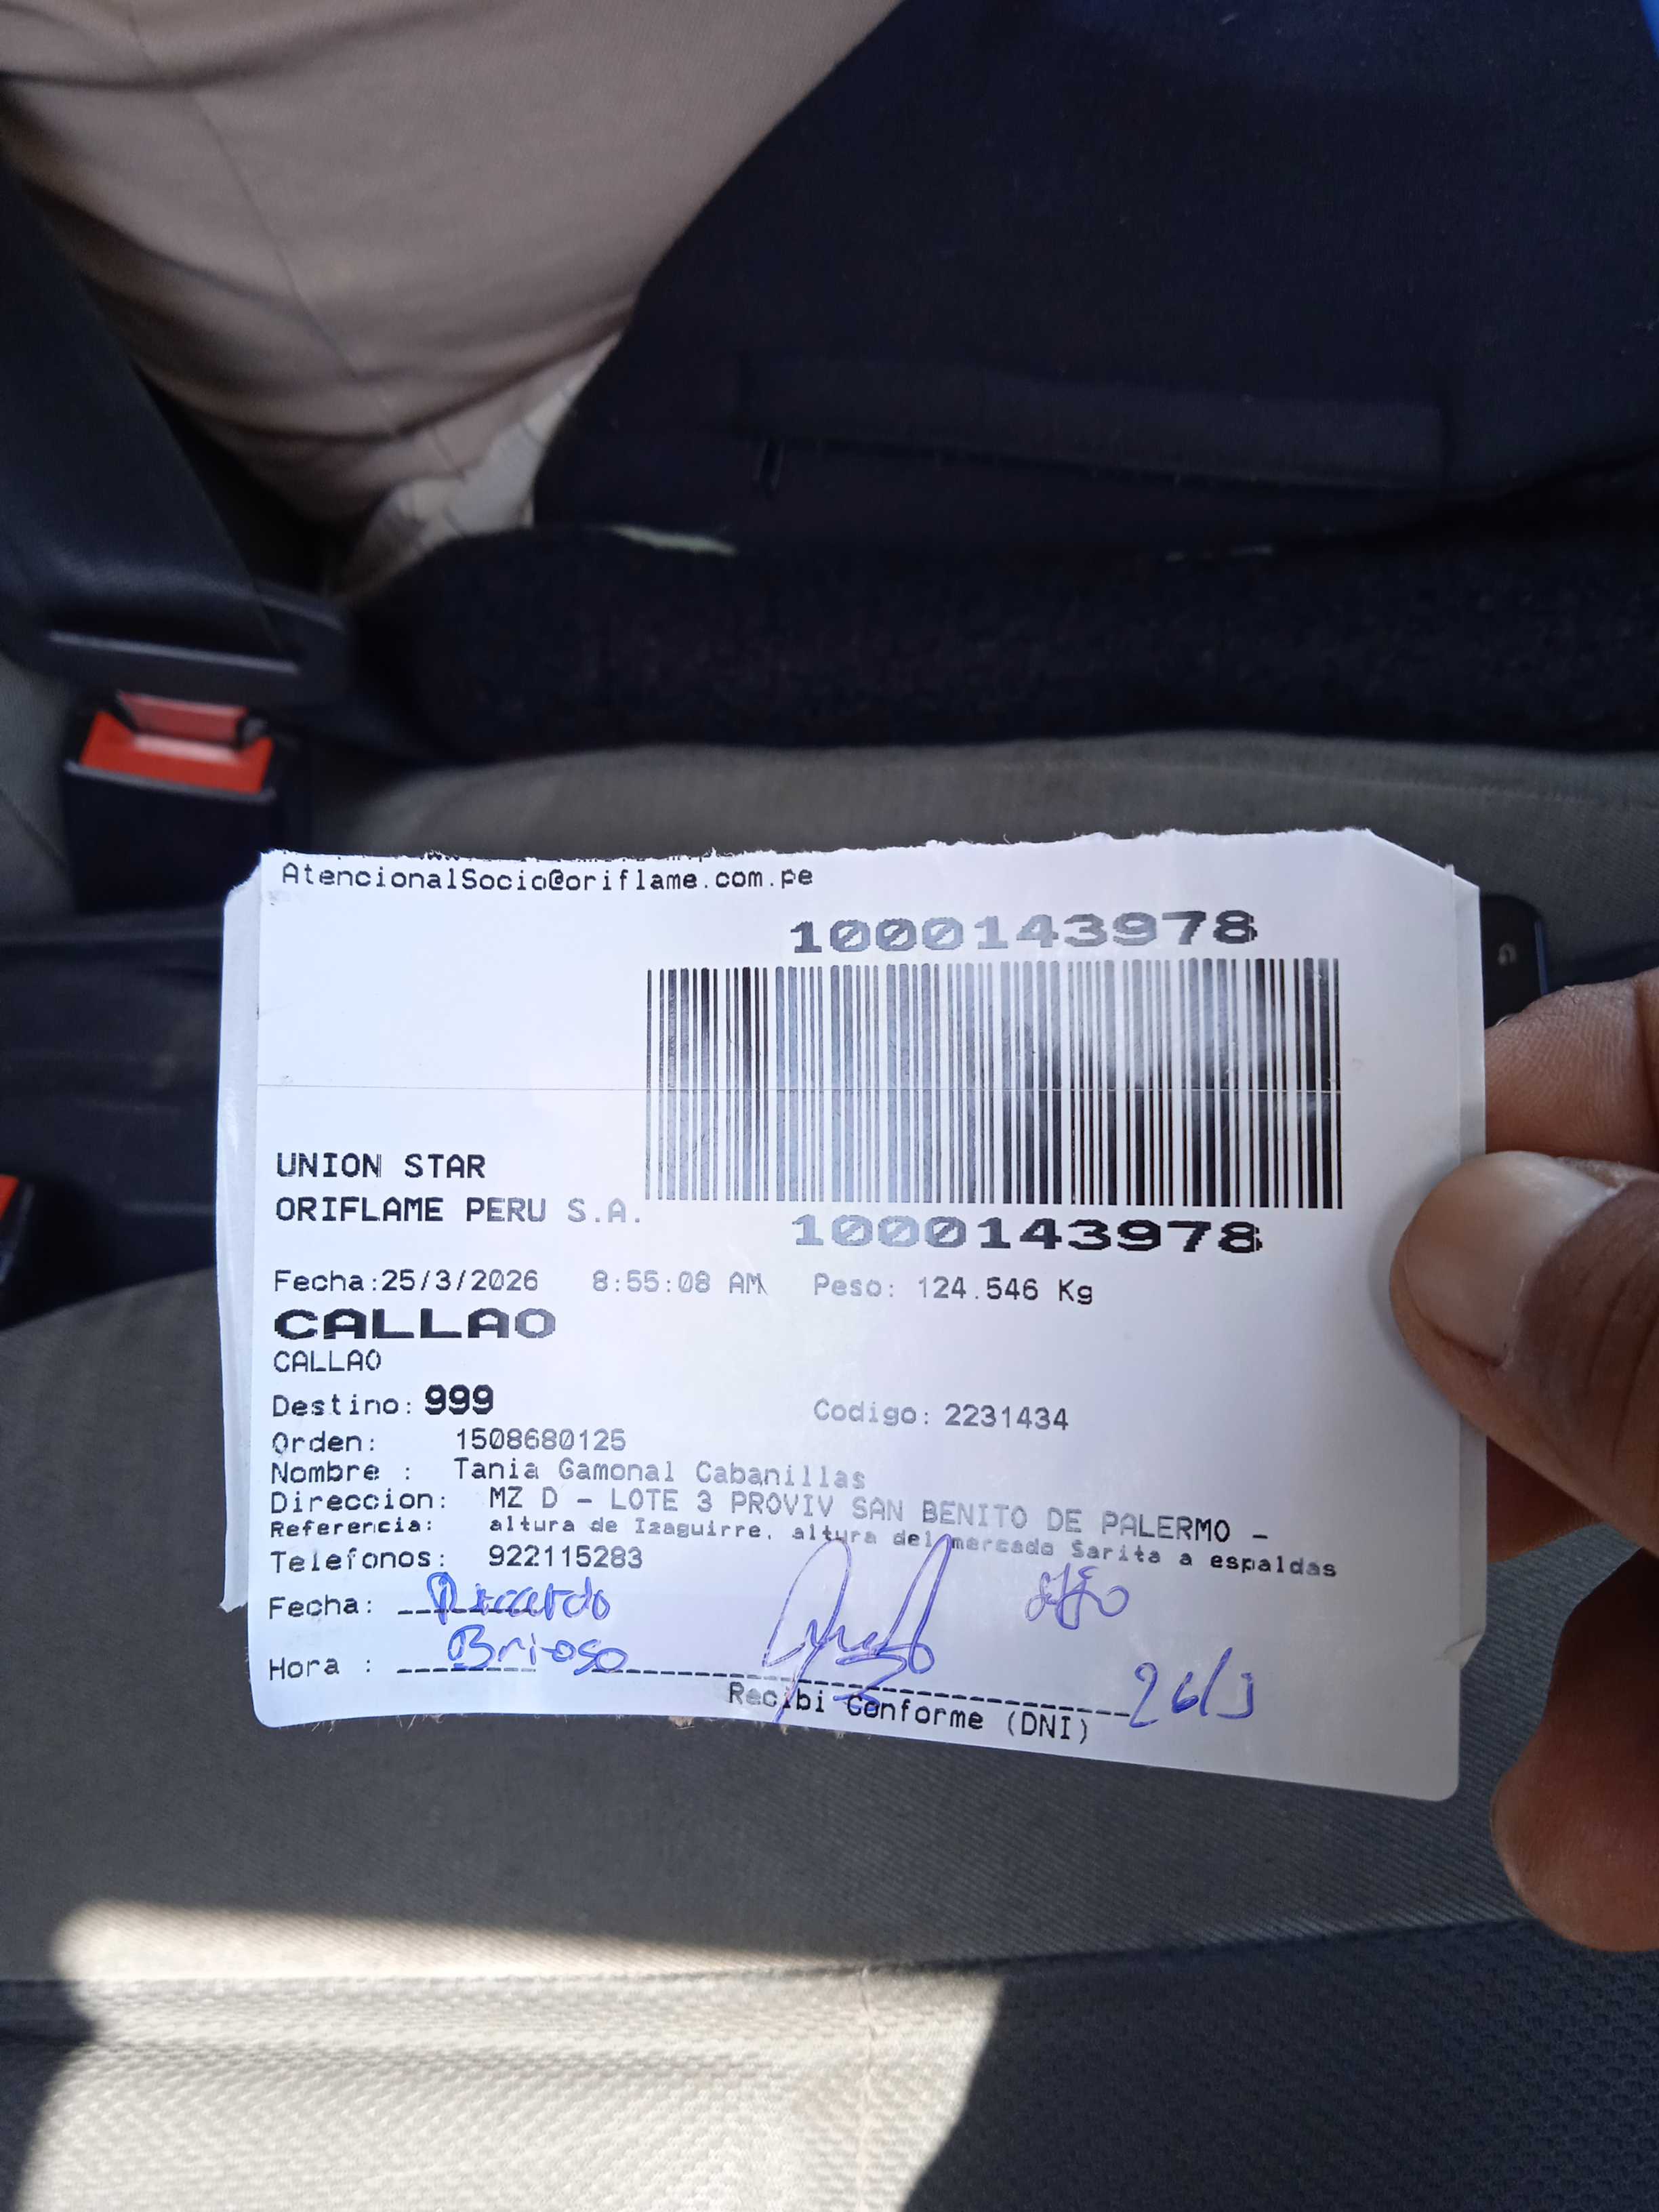 AtencionalSocio@oriflame.com.pe
1000143978
UNION STAR
ORIFLAME PERU S.A.
1000143978
Fecha:25/3/2026 8:55:08 AM Peso: 124.546 Kg
CALLAO
CALLAO
Destino: 999 Codigo: 2231434
Orden: 1508680125
Nombre : Tania Gamonal Cabanillas
Direccion: MZ D - LOTE 3 PROVIV SAN BENITO DE PALERMO -
Referencia: altura de Izaguirre, altura del mercado Sarita a espaldas
Telefonos: 922115283
Fecha:
Hora : Brioso
Recibi Conforme (DNI) 26/3